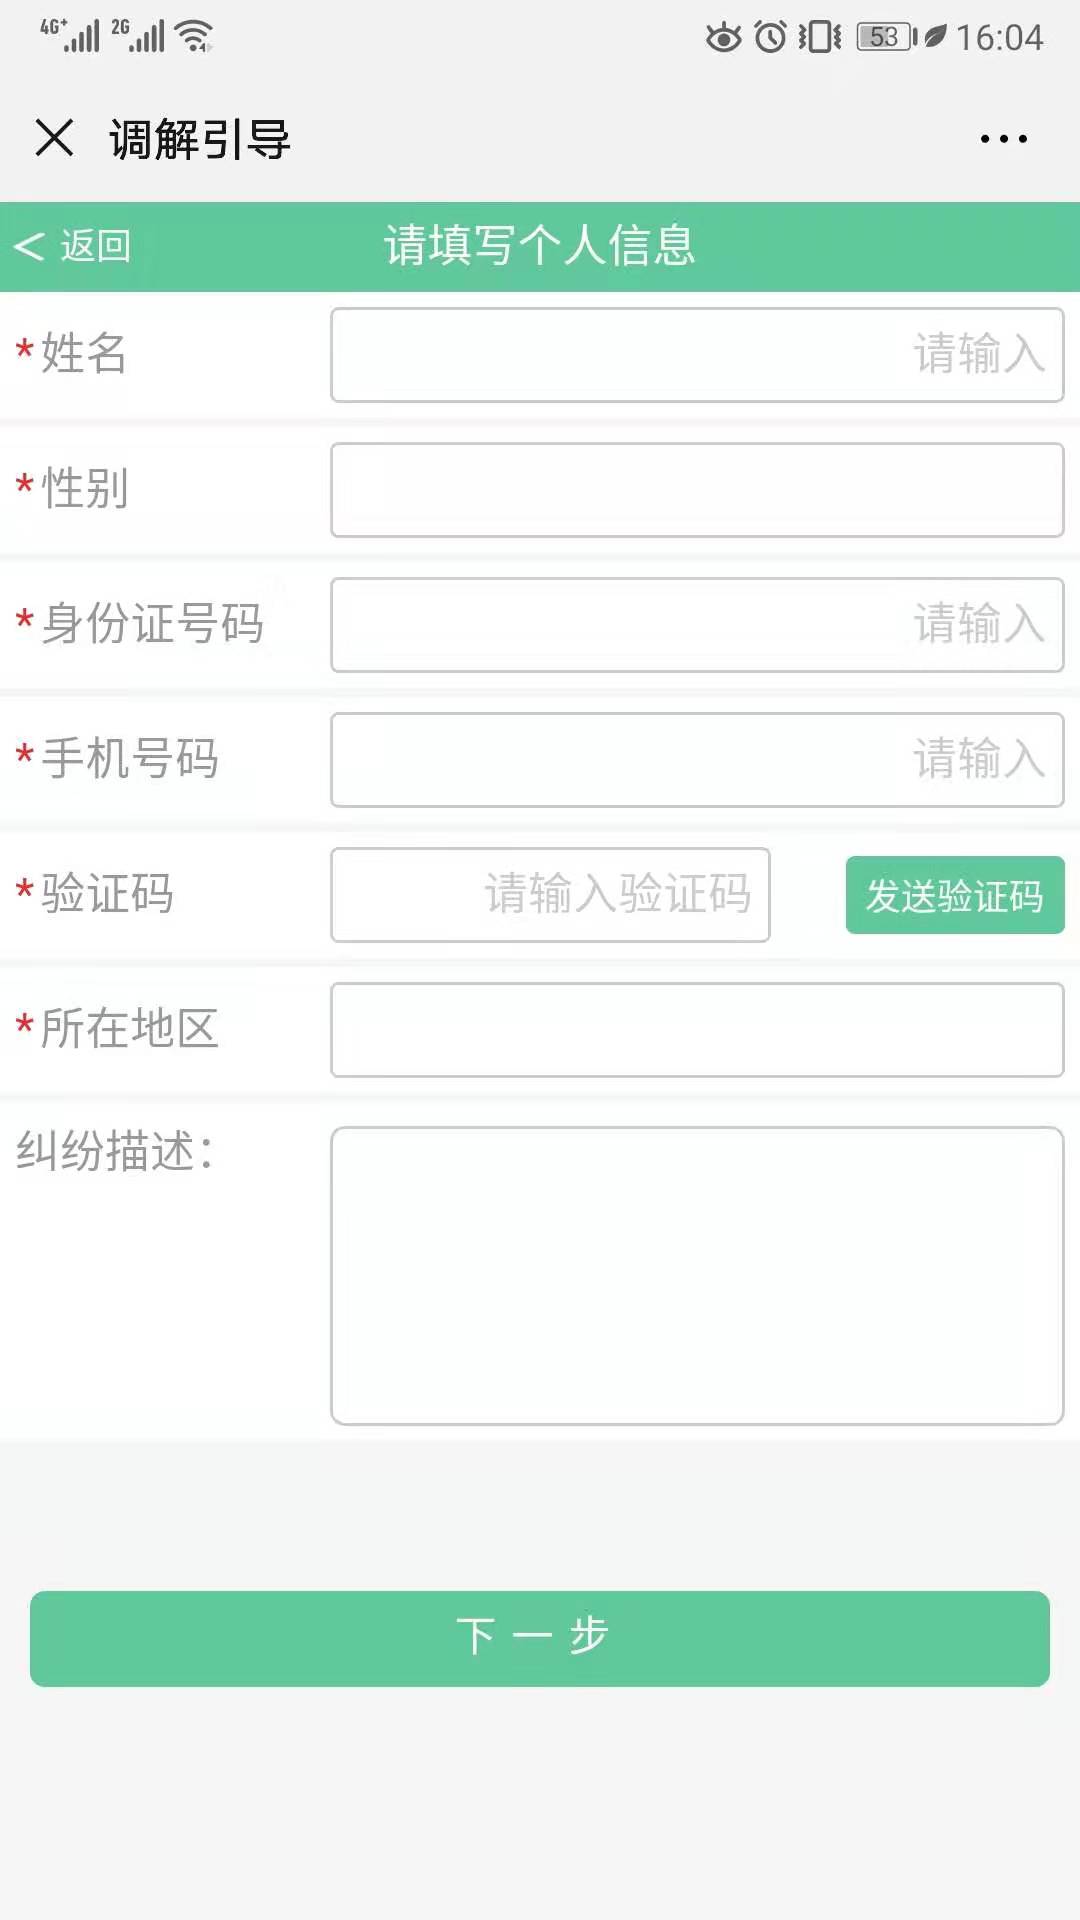 4G+ 2G 53 16:04
调解引导
< 返回 请填写个人信息
*姓名 请输入
*性别
*身份证号码 请输入
*手机号码 请输入
*验证码 请输入验证码 发送验证码
*所在地区
纠纷描述：
下一步